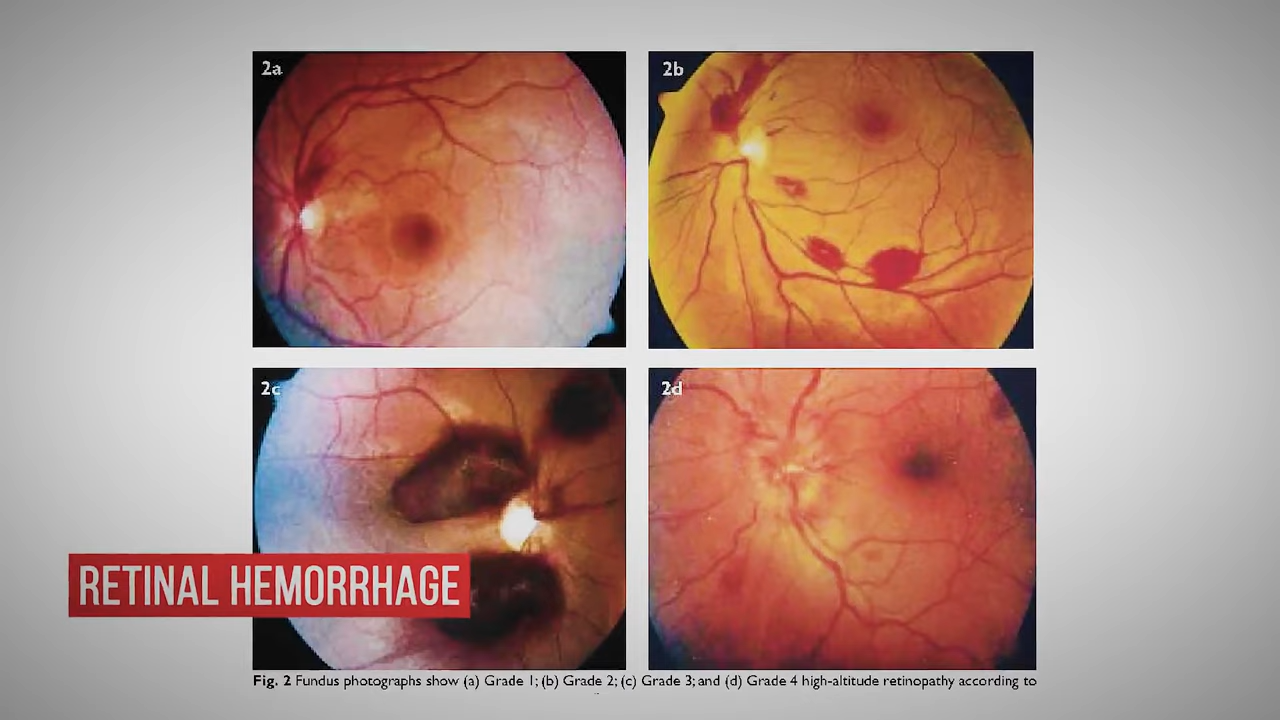 2a
2b
2c
2d
RETINAL HEMORRHAGE
Fig. 2 Fundus photographs show (a) Grade 1; (b) Grade 2; (c) Grade 3; and (d) Grade 4 high-altitude retinopathy according to